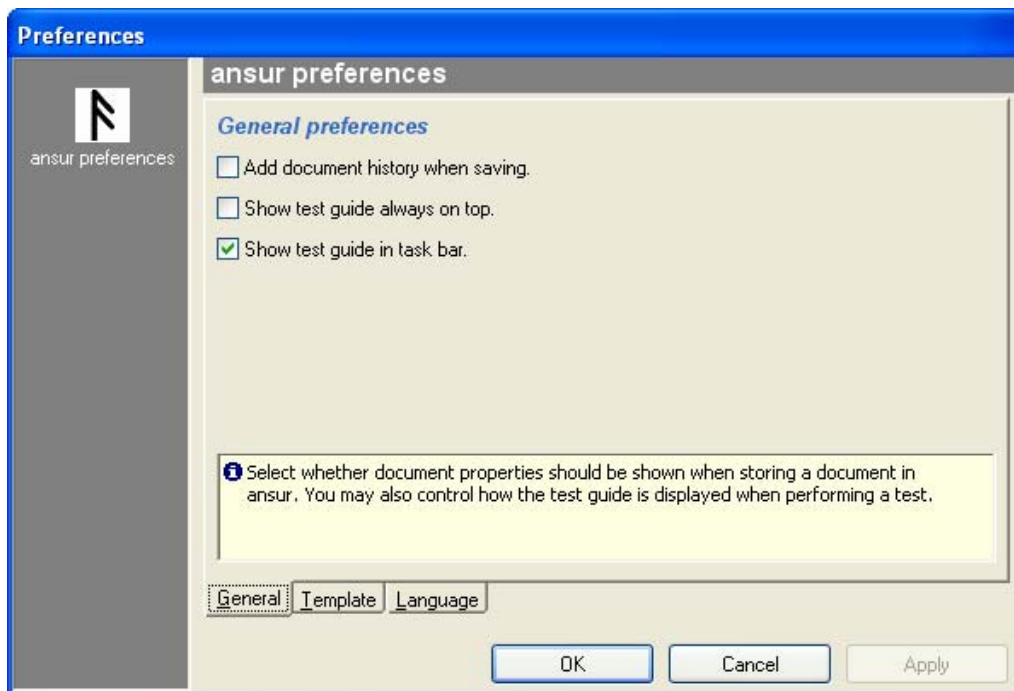 Preferences
ansur preferences
ansur preferences
General preferences
Add document history when saving.
Show test guide always on top.
Show test guide in task bar.
Select whether document properties should be shown when storing a document in
ansur. You may also control how the test guide is displayed when performing a test.
General Template Language
OK Cancel Apply